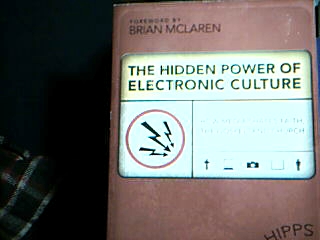 FOREWORD BY
BRIAN MCLAREN
THE HIDDEN POWER OF
ELECTRONIC CULTURE
HIPPS